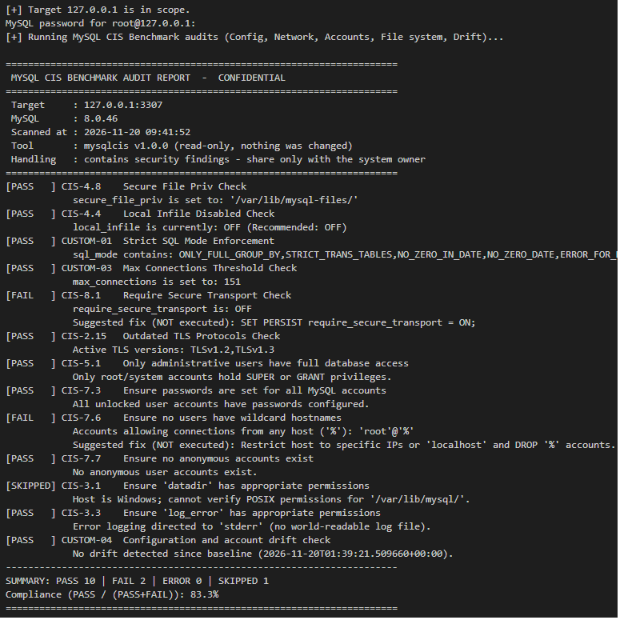 [+] Target 127.0.0.1 is in scope.
MySQL password for root@127.0.0.1:
[+] Running MySQL CIS Benchmark audits (Config, Network, Accounts, File system, Drift)...
==================================================================
MYSQL CIS BENCHMARK AUDIT REPORT  -  CONFIDENTIAL
==================================================================
Target     : 127.0.0.1:3307
MySQL      : 8.0.46
Scanned at : 2026-11-20 09:41:52
Tool       : mysqlcis v1.0.0 (read-only, nothing was changed)
Handling   : contains security findings - share only with the system owner
==================================================================
[PASS   ] CIS-4.8    Secure File Priv Check
secure_file_priv is set to: '/var/lib/mysql-files/'
[PASS   ] CIS-4.4    Local Infile Disabled Check
local_infile is currently: OFF (Recommended: OFF)
[PASS   ] CUSTOM-01  Strict SQL Mode Enforcement
sql_mode contains: ONLY_FULL_GROUP_BY,STRICT_TRANS_TABLES,NO_ZERO_IN_DATE,NO_ZERO_DATE,ERROR_FOR_
[PASS   ] CUSTOM-03  Max Connections Threshold Check
max_connections is set to: 151
[FAIL   ] CIS-8.1    Require Secure Transport Check
require_secure_transport is: OFF
Suggested fix (NOT executed): SET PERSIST require_secure_transport = ON;
[PASS   ] CIS-2.15   Outdated TLS Protocols Check
Active TLS versions: TLSv1.2,TLSv1.3
[PASS   ] CIS-5.1    Only administrative users have full database access
Only root/system accounts hold SUPER or GRANT privileges.
[PASS   ] CIS-7.3    Ensure passwords are set for all MySQL accounts
All unlocked user accounts have passwords configured.
[FAIL   ] CIS-7.6    Ensure no users have wildcard hostnames
Accounts allowing connections from any host ('%'): 'root'@'%'
Suggested fix (NOT executed): Restrict host to specific IPs or 'localhost' and DROP '%' accounts.
[PASS   ] CIS-7.7    Ensure no anonymous accounts exist
No anonymous user accounts exist.
[SKIPPED] CIS-3.1    Ensure 'datadir' has appropriate permissions
Host is Windows; cannot verify POSIX permissions for '/var/lib/mysql/'.
[PASS   ] CIS-3.3    Ensure 'log_error' has appropriate permissions
Error logging directed to 'stderr' (no world-readable log file).
[PASS   ] CUSTOM-04  Configuration and account drift check
No drift detected since baseline (2026-11-20T01:39:21.509660+00:00).
------------------------------------------------------------------
SUMMARY: PASS 10 | FAIL 2 | ERROR 0 | SKIPPED 1
Compliance (PASS / (PASS+FAIL)): 83.3%
==================================================================